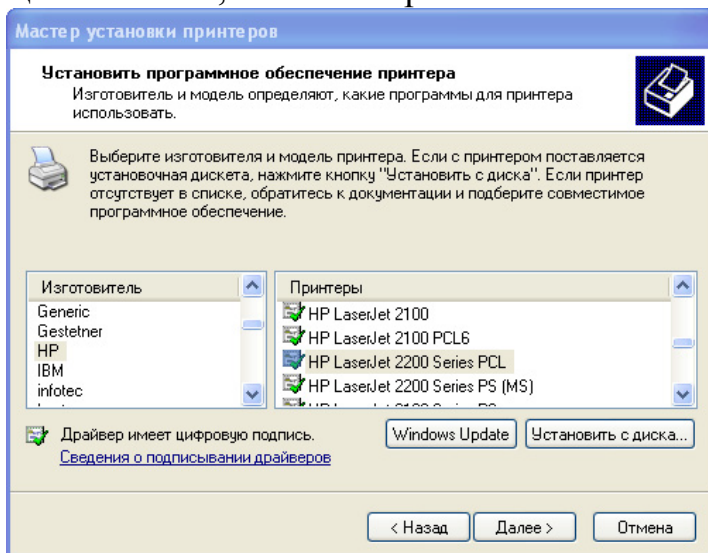 Мастер установки принтеров
Установить программное обеспечение принтера
Изготовитель и модель определяют, какие программы для принтера
использовать.
Выберите изготовителя и модель принтера. Если с принтером поставляется
установочная дискета, нажмите кнопку "Установить с диска". Если принтер
отсутствует в списке, обратитесь к документации и подберите совместимое
программное обеспечение.
Изготовитель
Generic
Gestetner
HP
IBM
infotec
Принтеры
HP LaserJet 2100
HP LaserJet 2100 PCL6
HP LaserJet 2200 Series PCL
HP LaserJet 2200 Series PS (MS)
Драйвер имеет цифровую подпись.
Сведения о подписывании драйверов
Windows Update
Установить с диска...
< Назад
Далее >
Отмена